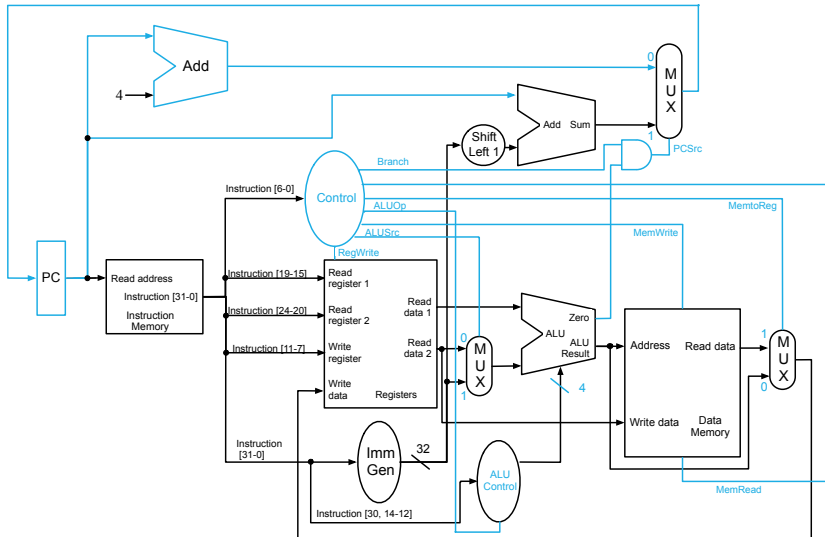 0
M
U
X
1
Add
4
Add Sum
Shift
Left 1
Branch
PCSrc
Instruction [6-0]
Control
ALUOp
MemtoReg
ALUSrc
MemWrite
RegWrite
PC
Read address
Instruction [31-0]
Instruction
Memory
Instruction [19-15]
Instruction [24-20]
Instruction [11-7]
Read
register 1
Read
register 2
Write
register
Write
data
Registers
Read
data 1
Read
data 2
0
M
U
X
1
Zero
ALU
ALU
Result
4
Address
Read data
Write data
Data
Memory
1
M
U
X
0
Instruction
[31-0]
Imm
Gen
32
ALU
Control
MemRead
Instruction [30, 14-12]